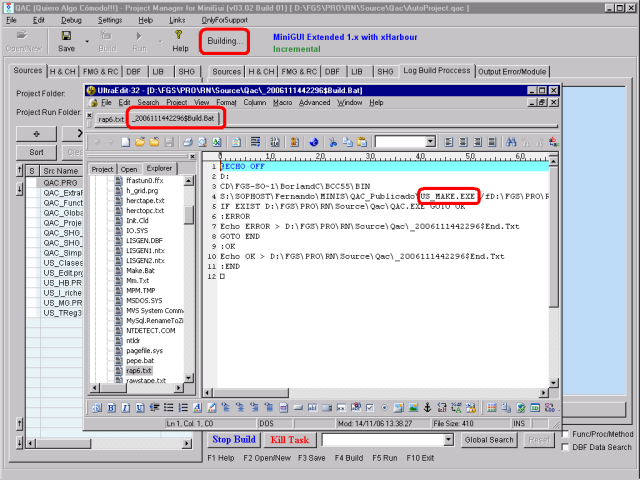 QAC (Quiero Algo Cómodo!!!) - Project Manager for MiniGui (v03.02 Build 01) [ D:\FGS\PRO\RN\Source\Qac\AutoProject.qac ]
File Edit Debug Settings Help Links OnlyForSupport
Open/New Save Build Run Help Building... MiniGUI Extended 1.x with xHarbour
Incremental
Sources H & CH FMG & RC DBF LIB SHG Sources H & CH FMG & RC DBF LIB SHG Log Build Proccess Output Error/Module
Project Folder:
Project Run Folder:
Sort
S Src Name
QAC.PRG
QAC_ExtraR
QAC_Funct
QAC_Globa
QAC_Proje
QAC_SHG_
QAC_SHG_
QAC_Simp
US_Clases
US_Edit.prg
US_HB.PR
US_I_riche
US_MG.PR
US_TReg3
UltraEdit-32 - [D:\FGS\PRO\RN\Source\Qac\_2006111442296$Build.Bat]
File Edit Search Project View Format Column Macro Advanced Window Help
rap6.txt _2006111442296$Build.Bat
Project Open Explorer
ffastun0.ffx
h_grid.prg
herctape.txt
herctopc.txt
Init.Cld
IO.SYS
LISGEN.DBF
LISGEN1.ntx
LISGEN2.ntx
Make.Bat
Mm.Txt
MPM.TMP
MSDOS.SYS
MVS System Comm
MySql.RenameToZi
NTDETECT.COM
ntldr
pagefile.sys
pepe.bat
rap6.txt
rawstape.txt
0 10 20 30 40 50 60
1 @ECHO OFF
2 D:
3 CD\FGS-SO~1\BorlandC\BCC55\BIN
4 S:\SOPHOST\Fernando\MINIS\QAC_Publicado\US_MAKE.EXE /fD:\FGS\PRO\R
5 IF EXIST D:\FGS\PRO\RN\Source\Qac\QAC.EXE GOTO OK
6 :ERROR
7 Echo ERROR > D:\FGS\PRO\RN\Source\Qac\_2006111442296$End.Txt
8 GOTO END
9 :OK
10 Echo OK > D:\FGS\PRO\RN\Source\Qac\_2006111442296$End.Txt
11 :END
12
Ln 1, Col. 1, C0 DOS Mod: 14/11/06 13.38.27 File Size: 410 INS
Stop Build Kill Task Global Search Reset Func/Proc/Method
DBF Data Search
F1 Help F2 Open/New F3 Save F4 Build F5 Run F10 Exit